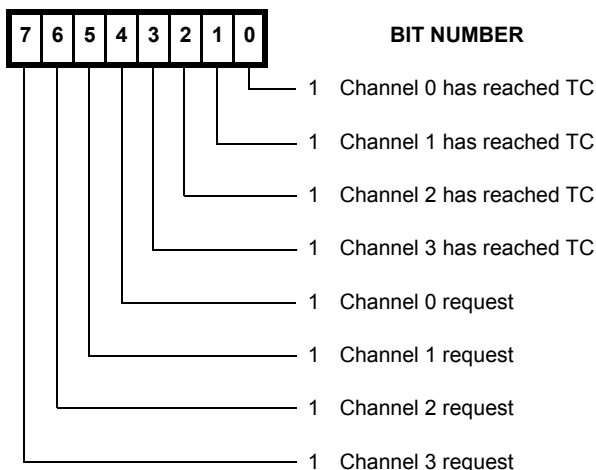 7 6 5 4 3 2 1 0 BIT NUMBER
1 Channel 0 has reached TC
1 Channel 1 has reached TC
1 Channel 2 has reached TC
1 Channel 3 has reached TC
1 Channel 0 request
1 Channel 1 request
1 Channel 2 request
1 Channel 3 request